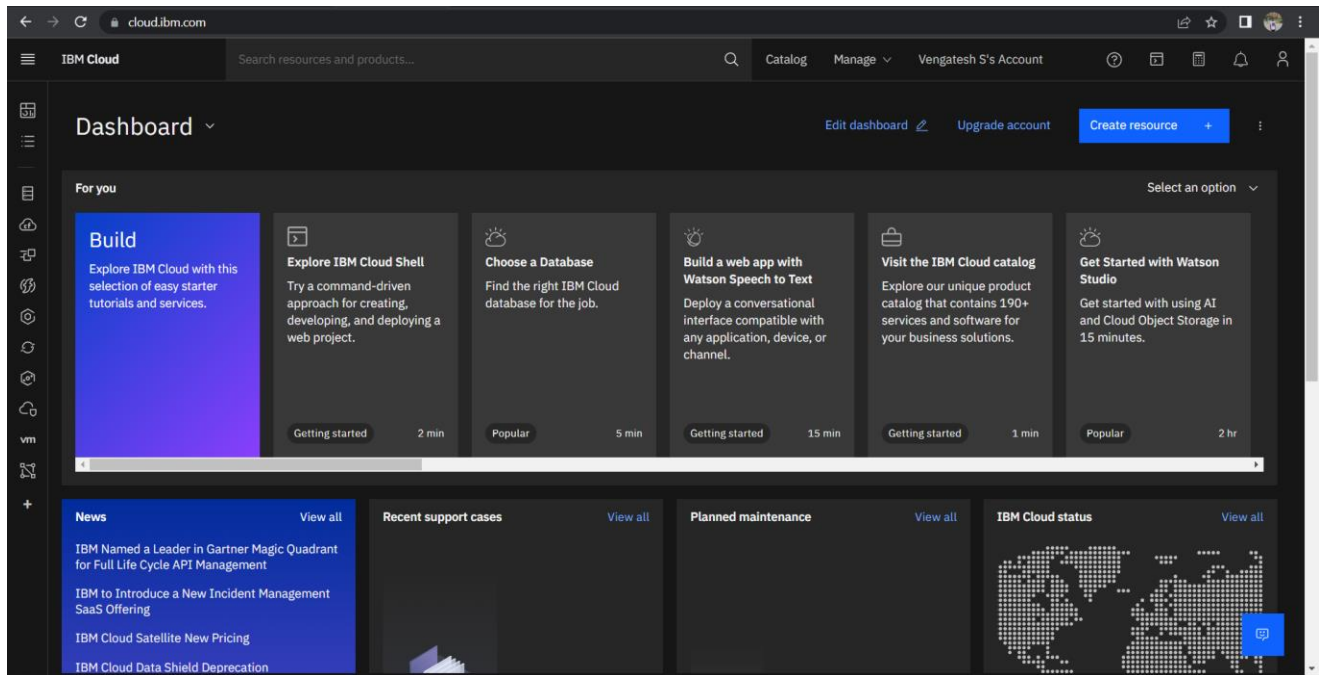 cloud.ibm.com
IBM Cloud
Search resources and products...
Catalog
Manage
Vengatesh S's Account
Dashboard
Edit dashboard
Upgrade account
Create resource +
For you
Select an option
Build
Explore IBM Cloud with this
selection of easy starter
tutorials and services.
Explore IBM Cloud Shell
Try a command-driven
approach for creating,
developing, and deploying a
web project.
Getting started
2 min
Choose a Database
Find the right IBM Cloud
database for the job.
Popular
5 min
Build a web app with
Watson Speech to Text
Deploy a conversational
interface compatible with
any application, device, or
channel.
Getting started
15 min
Visit the IBM Cloud catalog
Explore our unique product
catalog that contains 190+
services and software for
your business solutions.
Getting started
1 min
Get Started with Watson
Studio
Get started with using AI
and Cloud Object Storage in
15 minutes.
Popular
2 hr
vm
News
View all
IBM Named a Leader in Gartner Magic Quadrant
for Full Life Cycle API Management
IBM to Introduce a New Incident Management
SaaS Offering
IBM Cloud Satellite New Pricing
IBM Cloud Data Shield Deprecation
Recent support cases
View all
Planned maintenance
View all
IBM Cloud status
View all